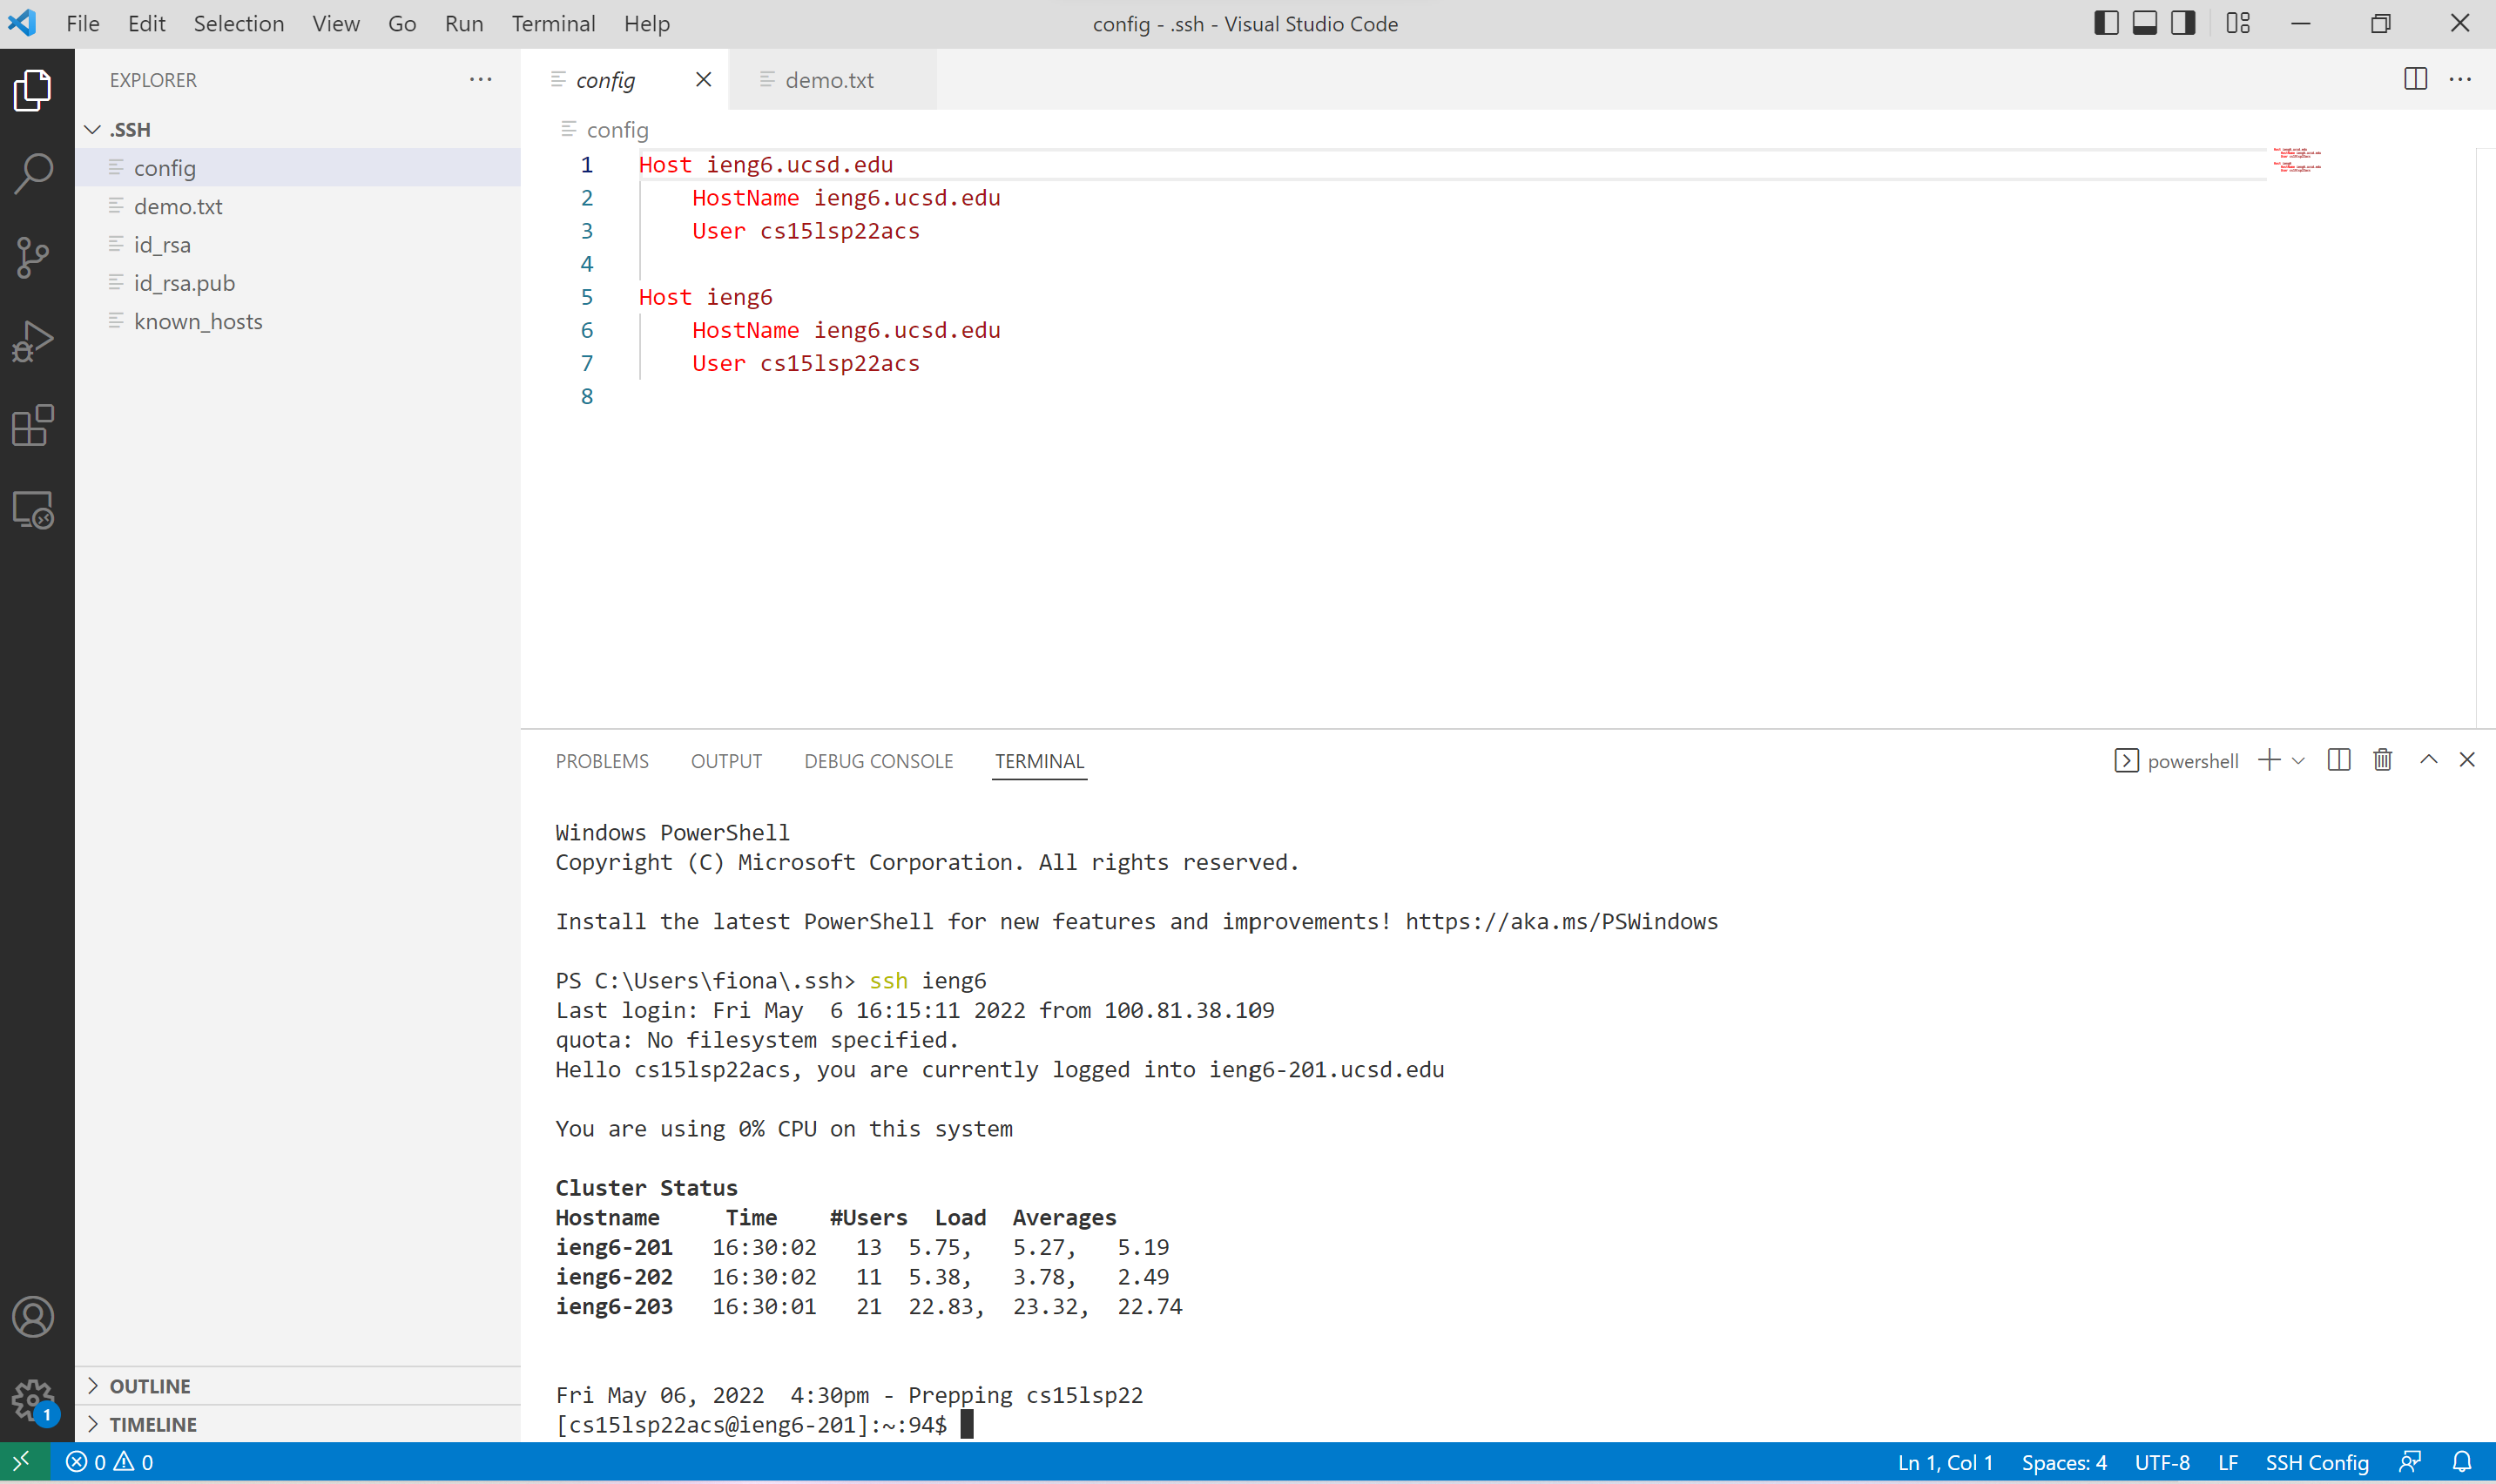 File Edit Selection View Go Run Terminal Help config - .ssh - Visual Studio Code
EXPLORER
.SSH
config
demo.txt
id_rsa
id_rsa.pub
known_hosts
OUTLINE
TIMELINE
config demo.txt
config
1 Host ieng6.ucsd.edu
2 HostName ieng6.ucsd.edu
3 User cs15lsp22acs
4
5 Host ieng6
6 HostName ieng6.ucsd.edu
7 User cs15lsp22acs
8
PROBLEMS OUTPUT DEBUG CONSOLE TERMINAL powershell
Windows PowerShell
Copyright (C) Microsoft Corporation. All rights reserved.
Install the latest PowerShell for new features and improvements! https://aka.ms/PSWindows
PS C:\Users\fiona\.ssh> ssh ieng6
Last login: Fri May  6 16:15:11 2022 from 100.81.38.109
quota: No filesystem specified.
Hello cs15lsp22acs, you are currently logged into ieng6-201.ucsd.edu
You are using 0% CPU on this system
Cluster Status
Hostname Time #Users Load Averages
ieng6-201 16:30:02 13 5.75, 5.27, 5.19
ieng6-202 16:30:02 11 5.38, 3.78, 2.49
ieng6-203 16:30:01 21 22.83, 23.32, 22.74
Fri May 06, 2022  4:30pm - Prepping cs15lsp22
[cs15lsp22acs@ieng6-201]:~:94$
1
0 0 Ln 1, Col 1 Spaces: 4 UTF-8 LF SSH Config